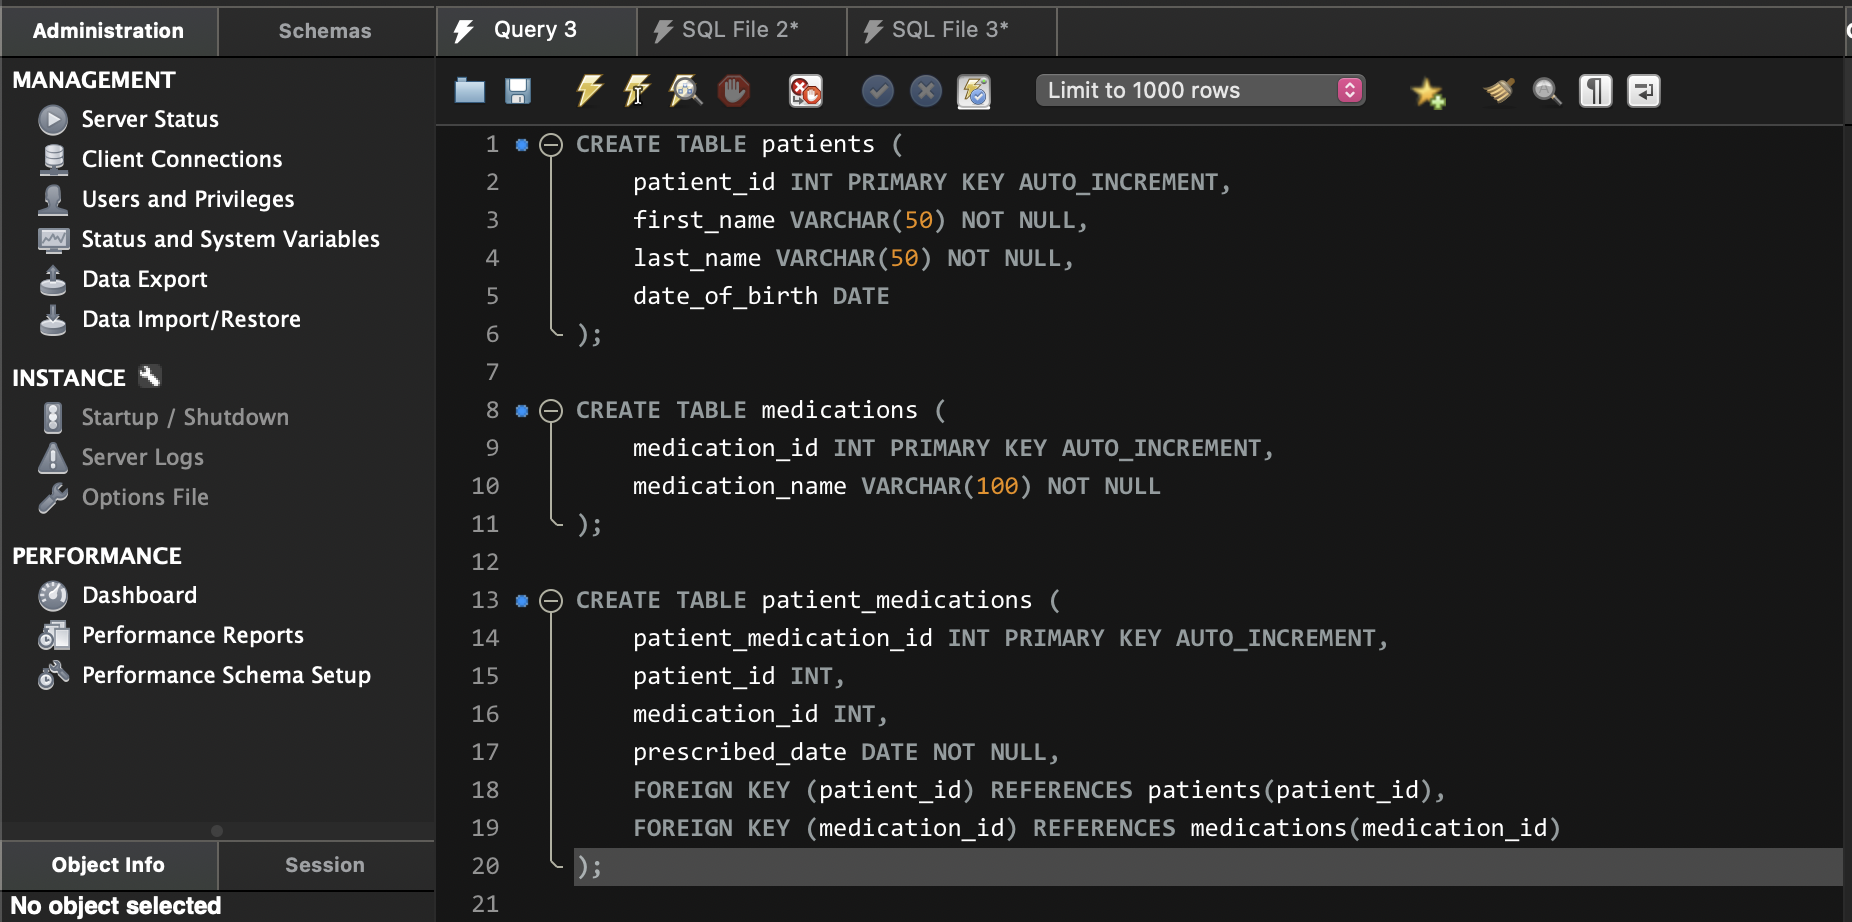 Administration
Schemas
Query 3
SQL File 2*
SQL File 3*
MANAGEMENT
Server Status
Client Connections
Users and Privileges
Status and System Variables
Data Export
Data Import/Restore
INSTANCE
Startup / Shutdown
Server Logs
Options File
PERFORMANCE
Dashboard
Performance Reports
Performance Schema Setup
Object Info
Session
No object selected
Limit to 1000 rows
1 CREATE TABLE patients (
2 patient_id INT PRIMARY KEY AUTO_INCREMENT,
3 first_name VARCHAR(50) NOT NULL,
4 last_name VARCHAR(50) NOT NULL,
5 date_of_birth DATE
6 );
7
8 CREATE TABLE medications (
9 medication_id INT PRIMARY KEY AUTO_INCREMENT,
10 medication_name VARCHAR(100) NOT NULL
11 );
12
13 CREATE TABLE patient_medications (
14 patient_medication_id INT PRIMARY KEY AUTO_INCREMENT,
15 patient_id INT,
16 medication_id INT,
17 prescribed_date DATE NOT NULL,
18 FOREIGN KEY (patient_id) REFERENCES patients(patient_id),
19 FOREIGN KEY (medication_id) REFERENCES medications(medication_id)
20 );
21